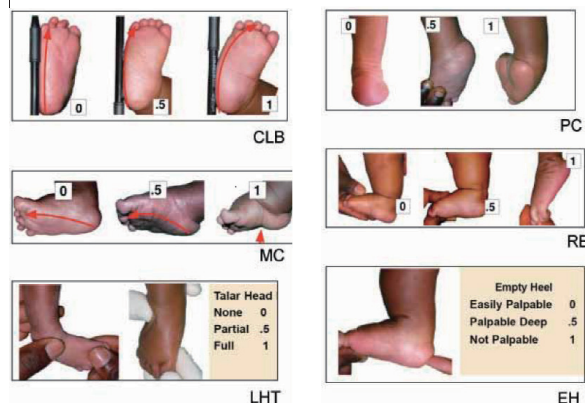 0
.5
1
CLB
0
.5
1
PC
0
.5
1
MC
0
.5
1
RE
Talar Head
None 0
Partial .5
Full 1
LHT
Empty Heel
Easily Palpable 0
Palpable Deep .5
Not Palpable 1
EH